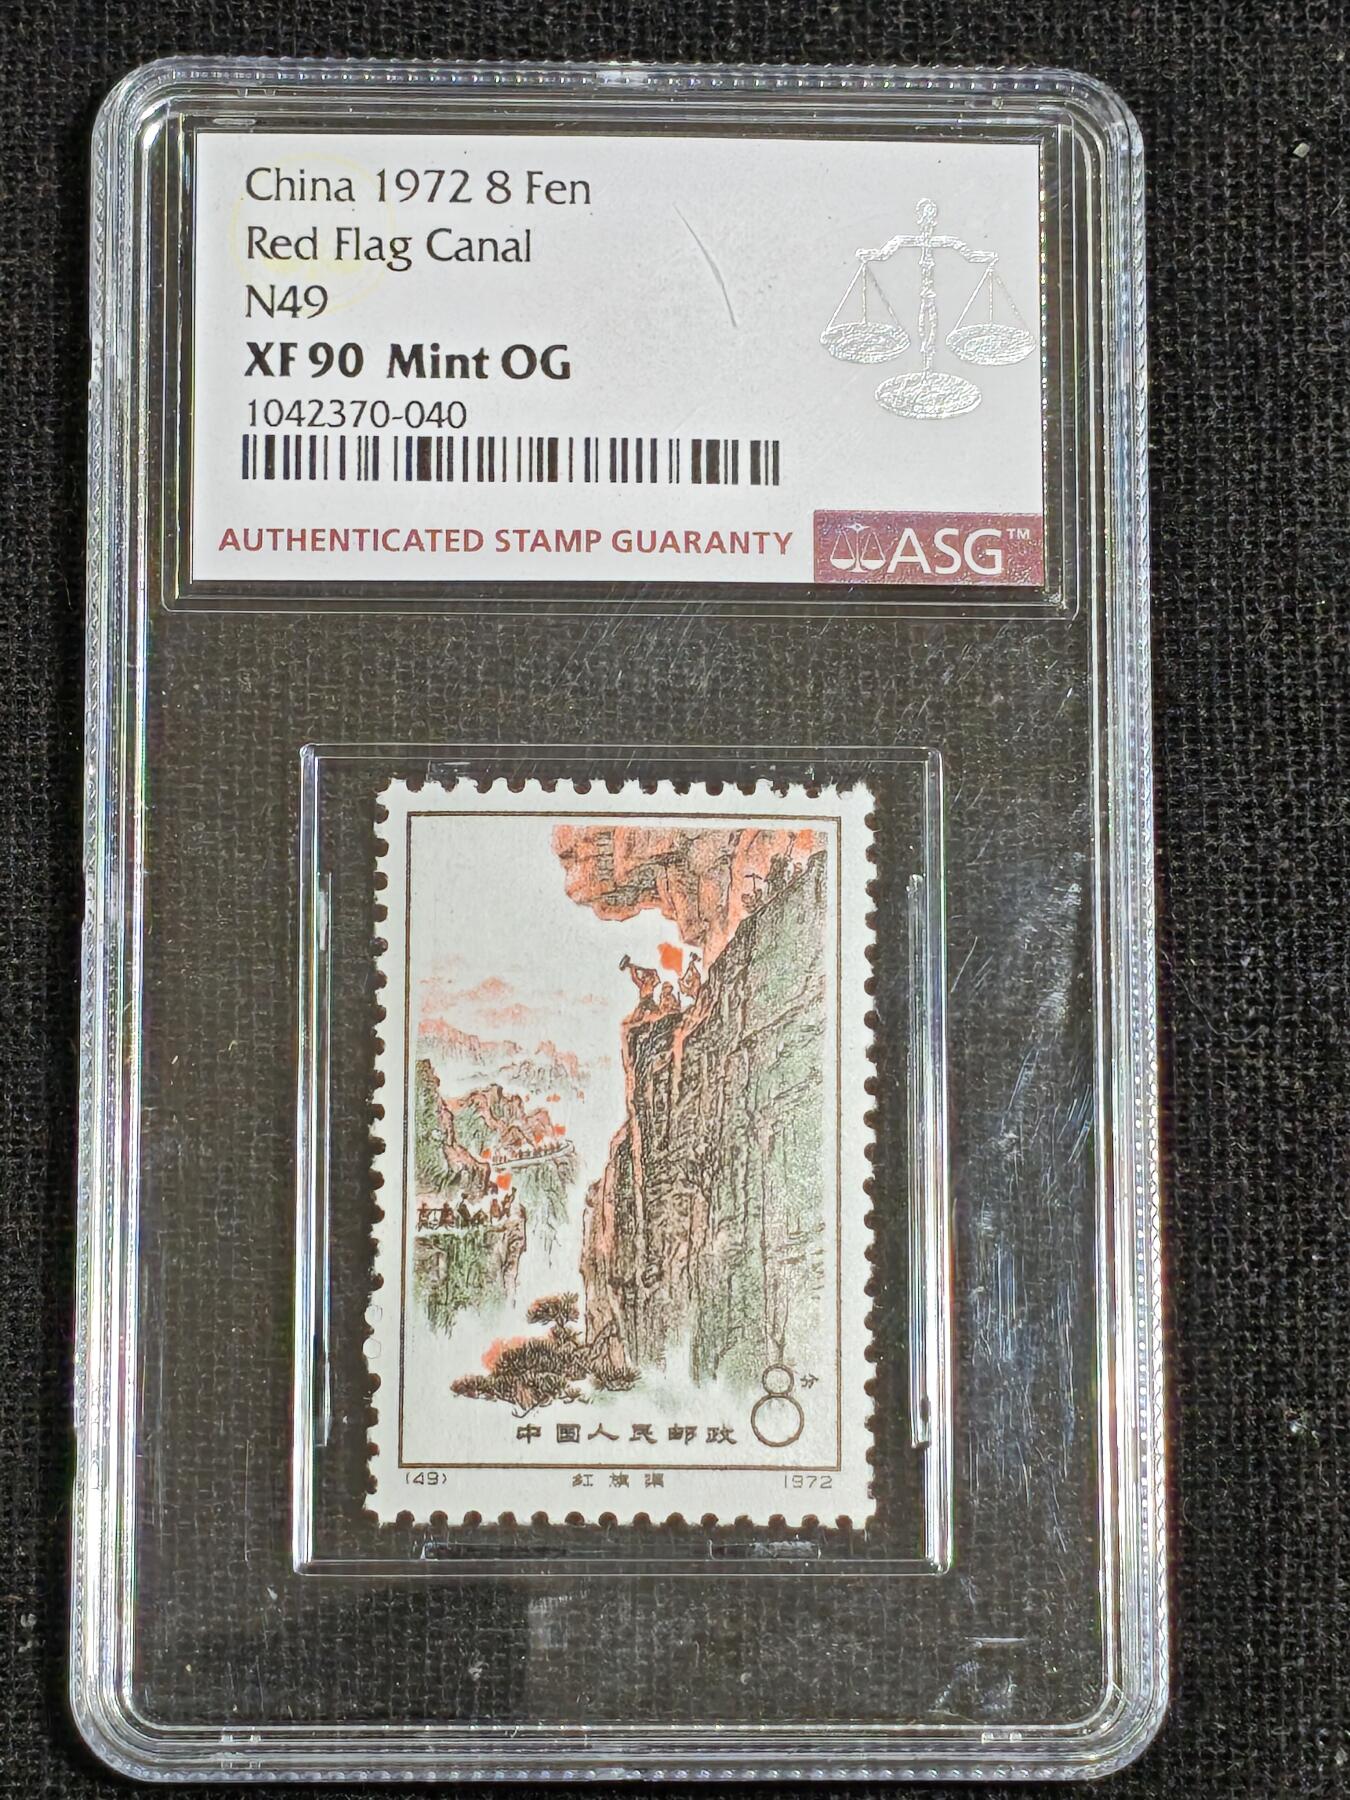 China 1972 8 Fen
Red Flag Canal
N49
XF 90 Mint OG
1042370-040
AUTHENTICATED STAMP GUARANTY
ASG™
8分
中国人民邮政
(49) 红旗渠 1972